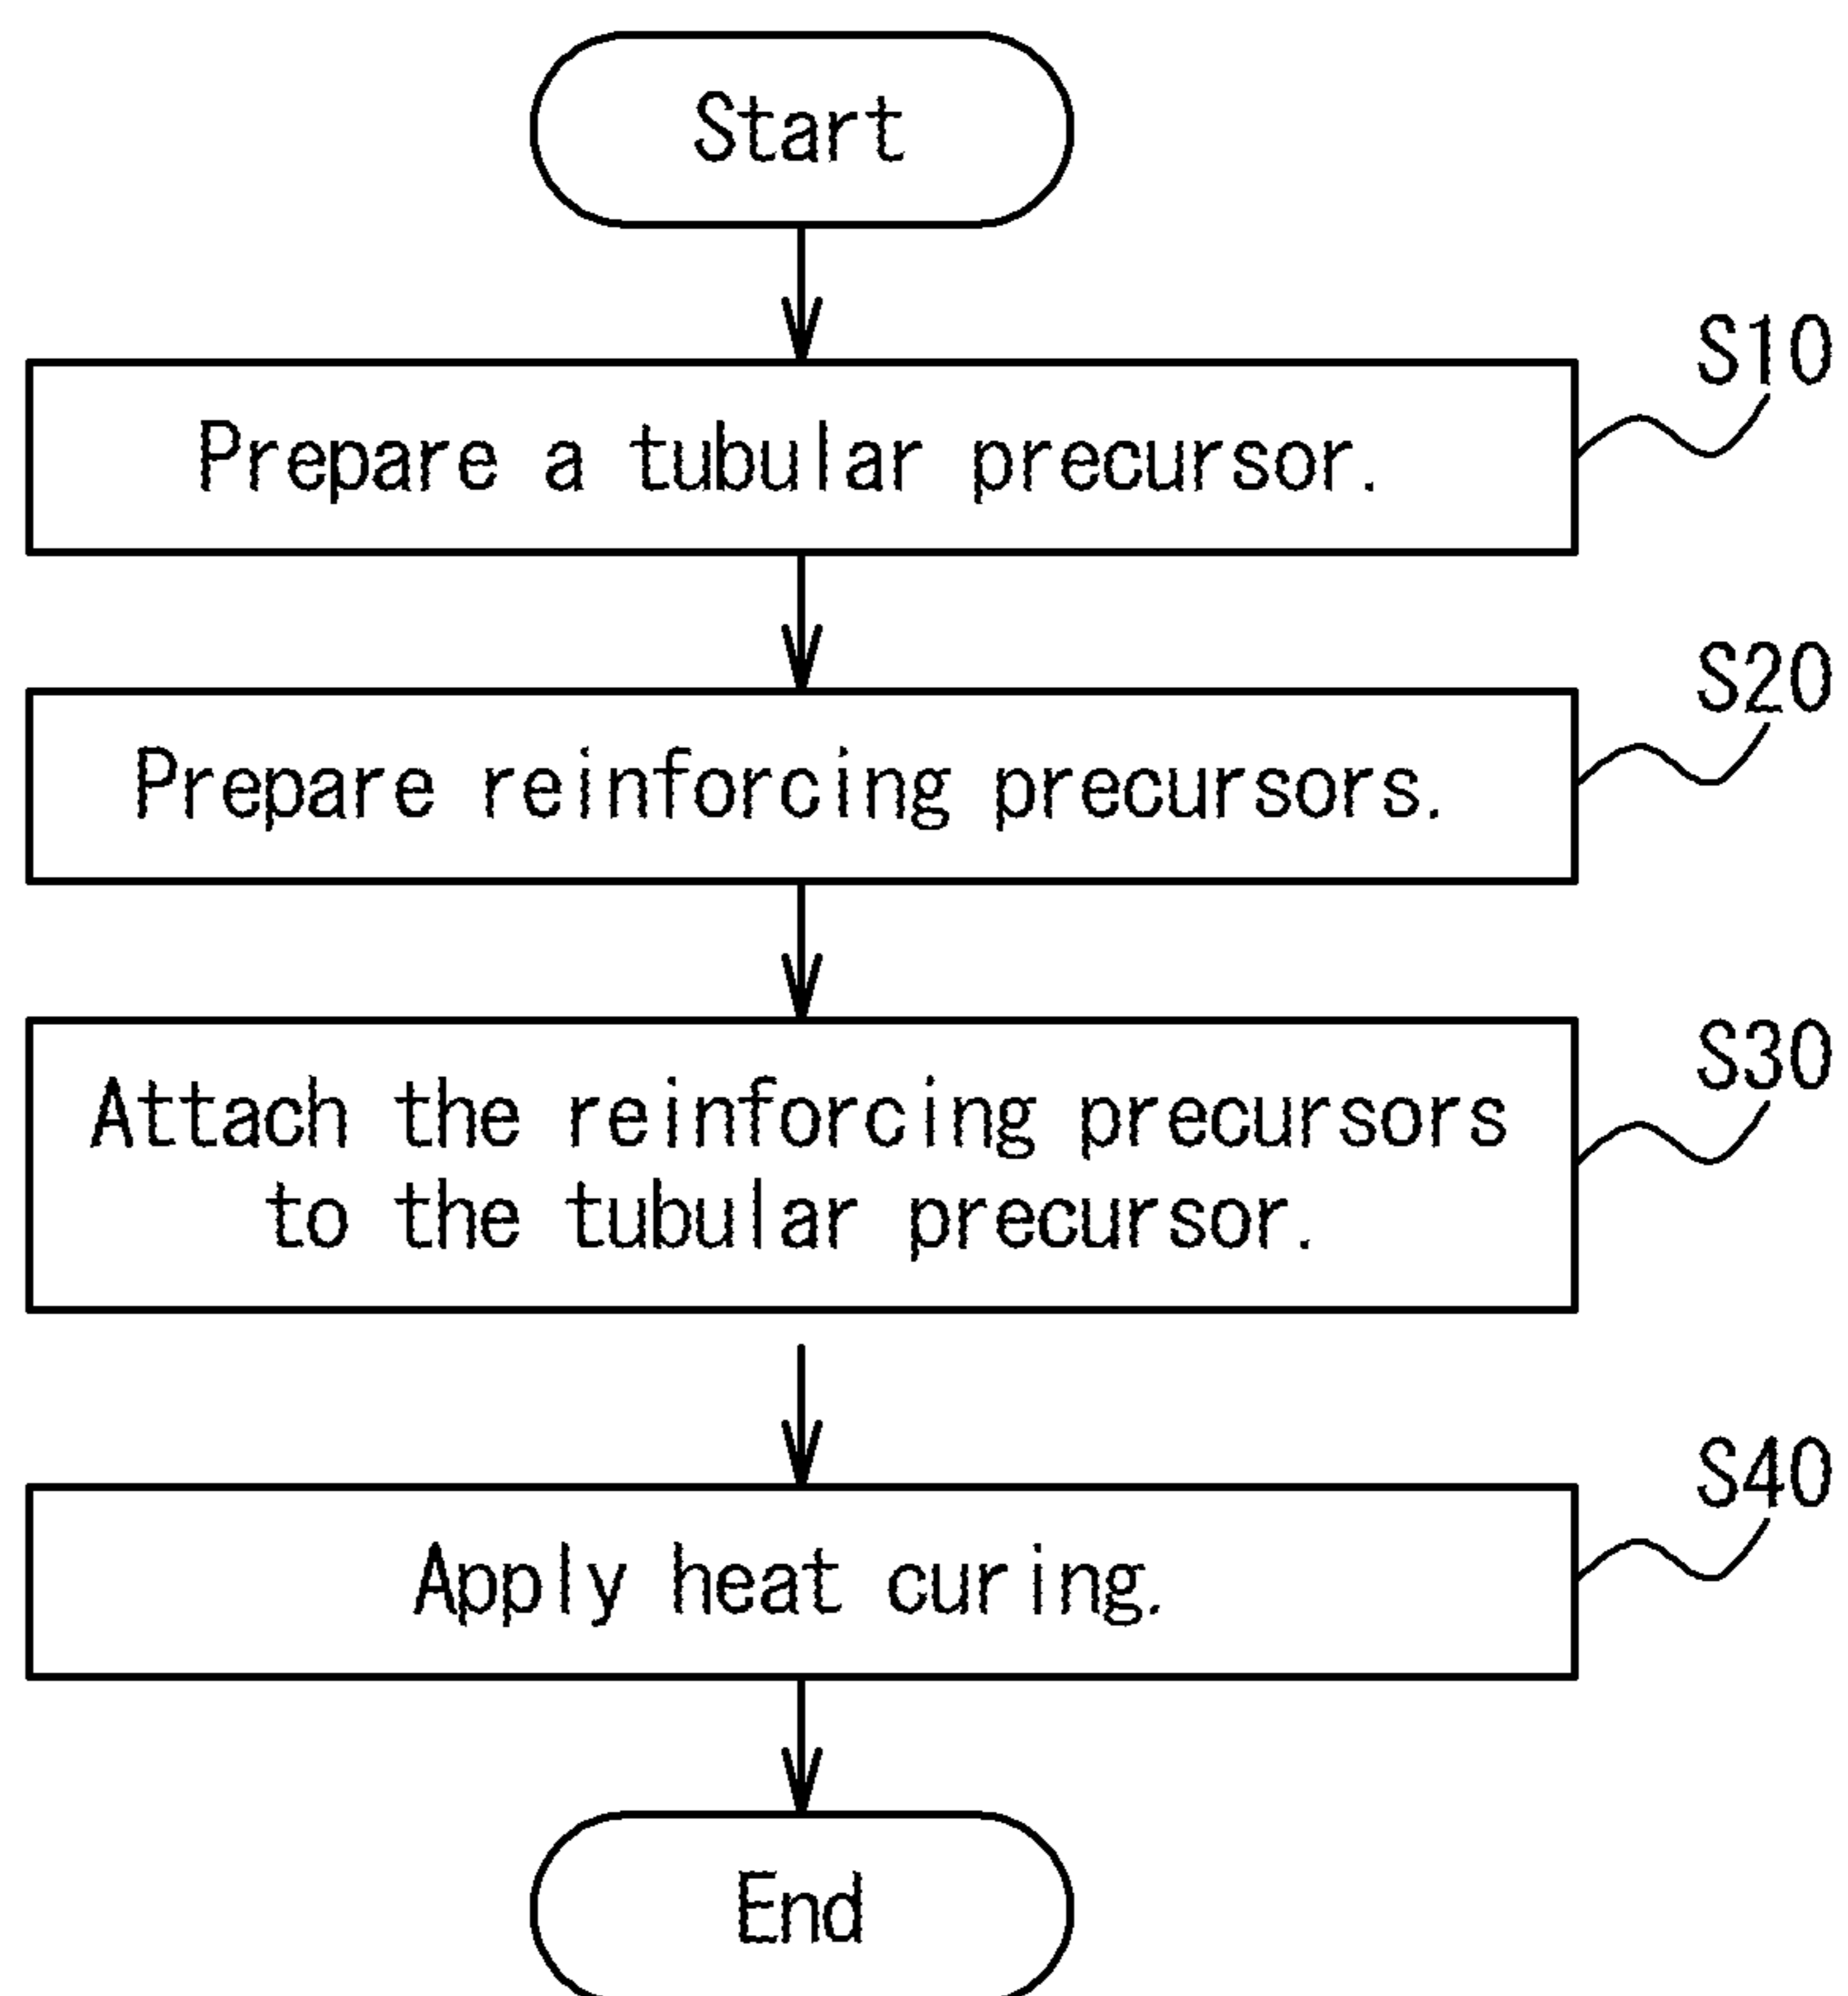 Start
S10
Prepare a tubular precursor.
S20
Prepare reinforcing precursors.
S30
Attach the reinforcing precursors
to the tubular precursor.
S40
Apply heat curing.
End